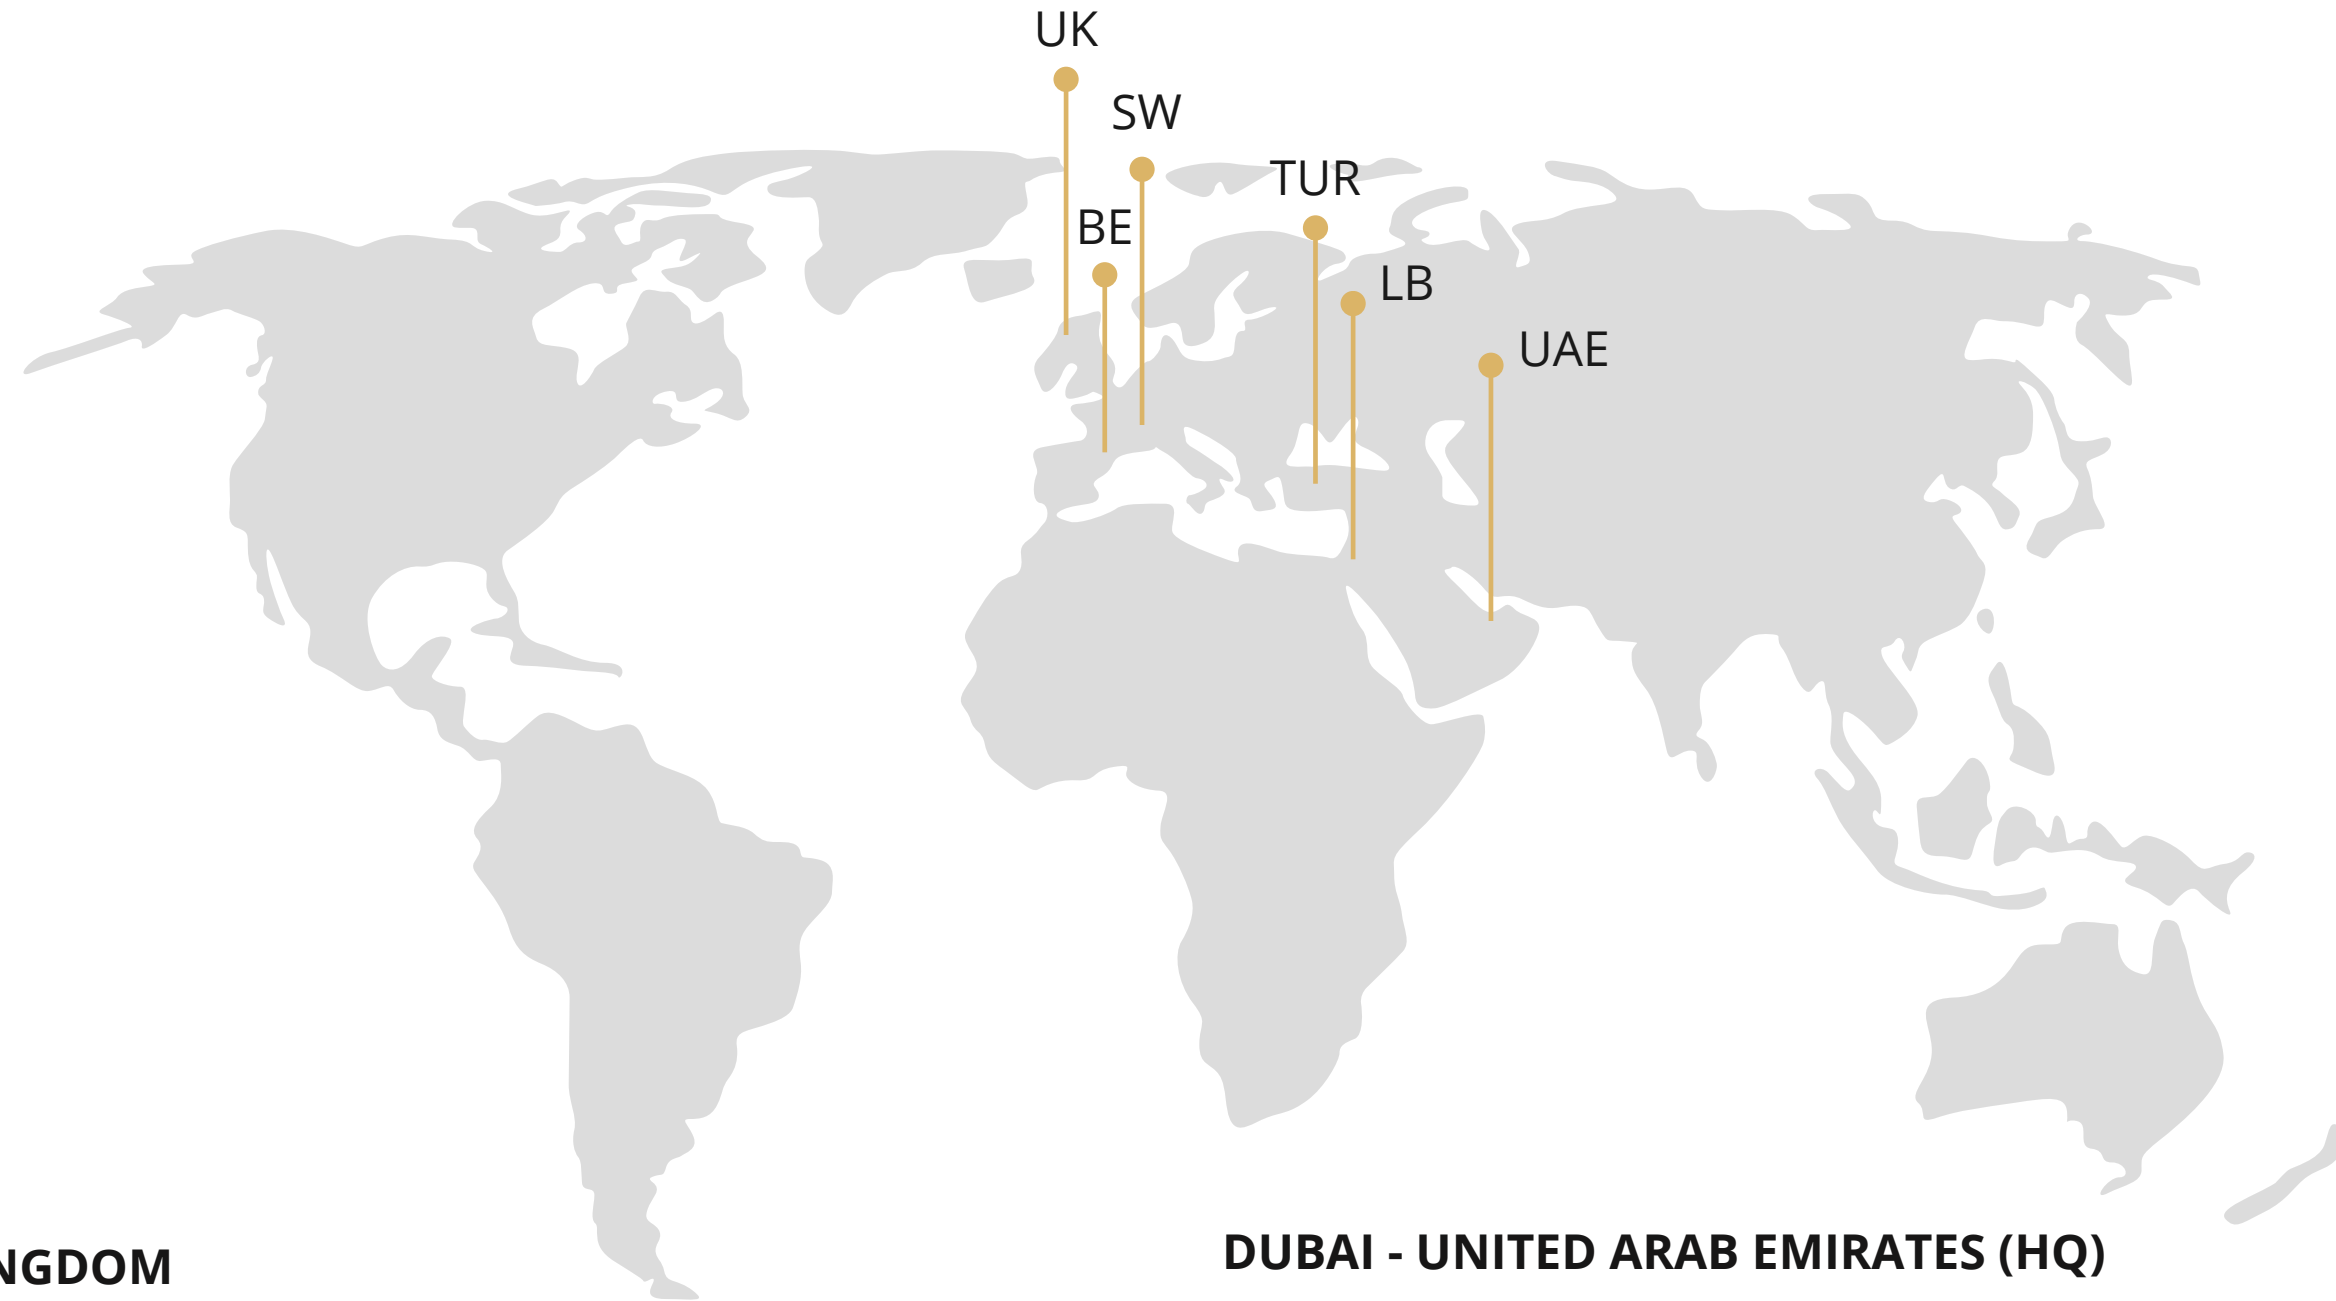 UK
SW
TUR
BE
LB
UAE
DUBAI - UNITED ARAB EMIRATES (HQ)
NGDOM